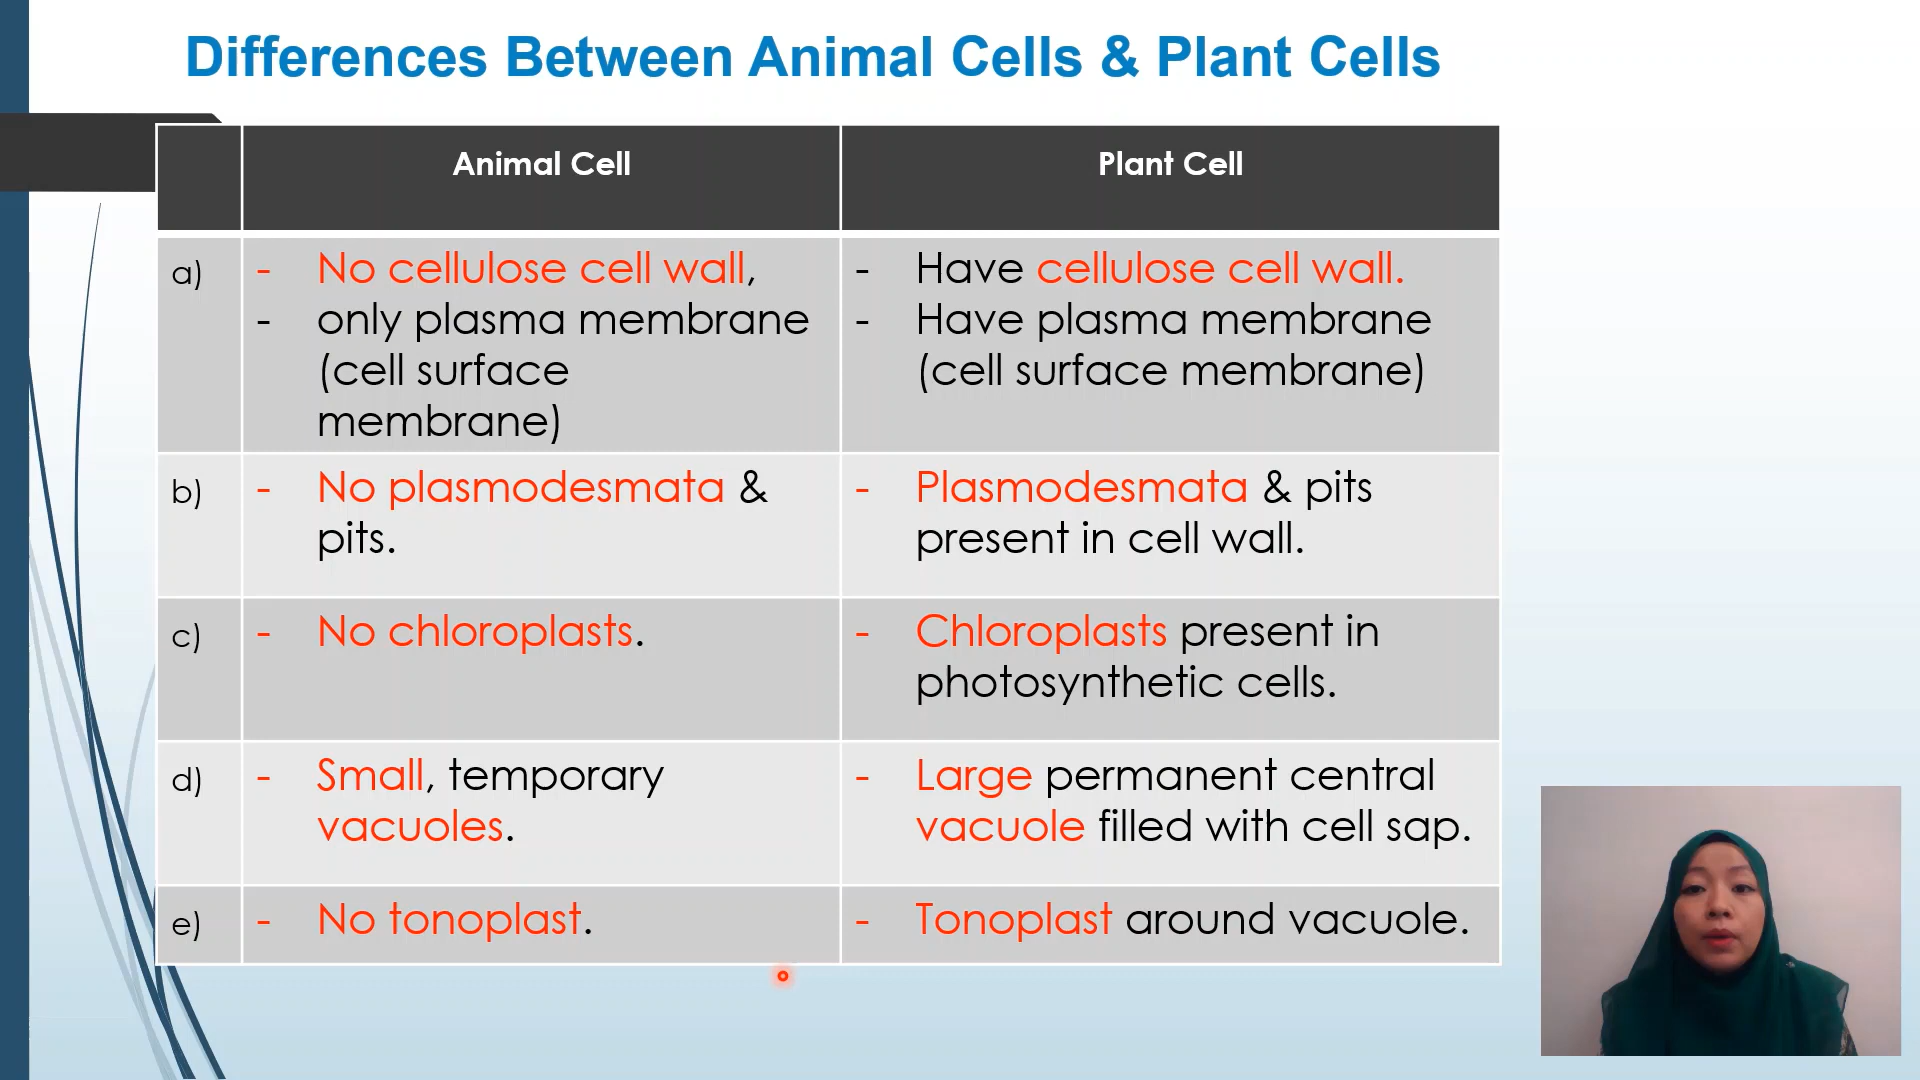 Differences Between Animal Cells & Plant Cells
Animal Cell
Plant Cell
a)
- No cellulose cell wall,
- only plasma membrane
(cell surface
membrane)
- Have cellulose cell wall.
- Have plasma membrane
(cell surface membrane)
b)
- No plasmodesmata &
pits.
- Plasmodesmata & pits
present in cell wall.
c)
- No chloroplasts.
- Chloroplasts present in
photosynthetic cells.
d)
- Small, temporary
vacuoles.
- Large permanent central
vacuole filled with cell sap.
e)
- No tonoplast.
- Tonoplast around vacuole.